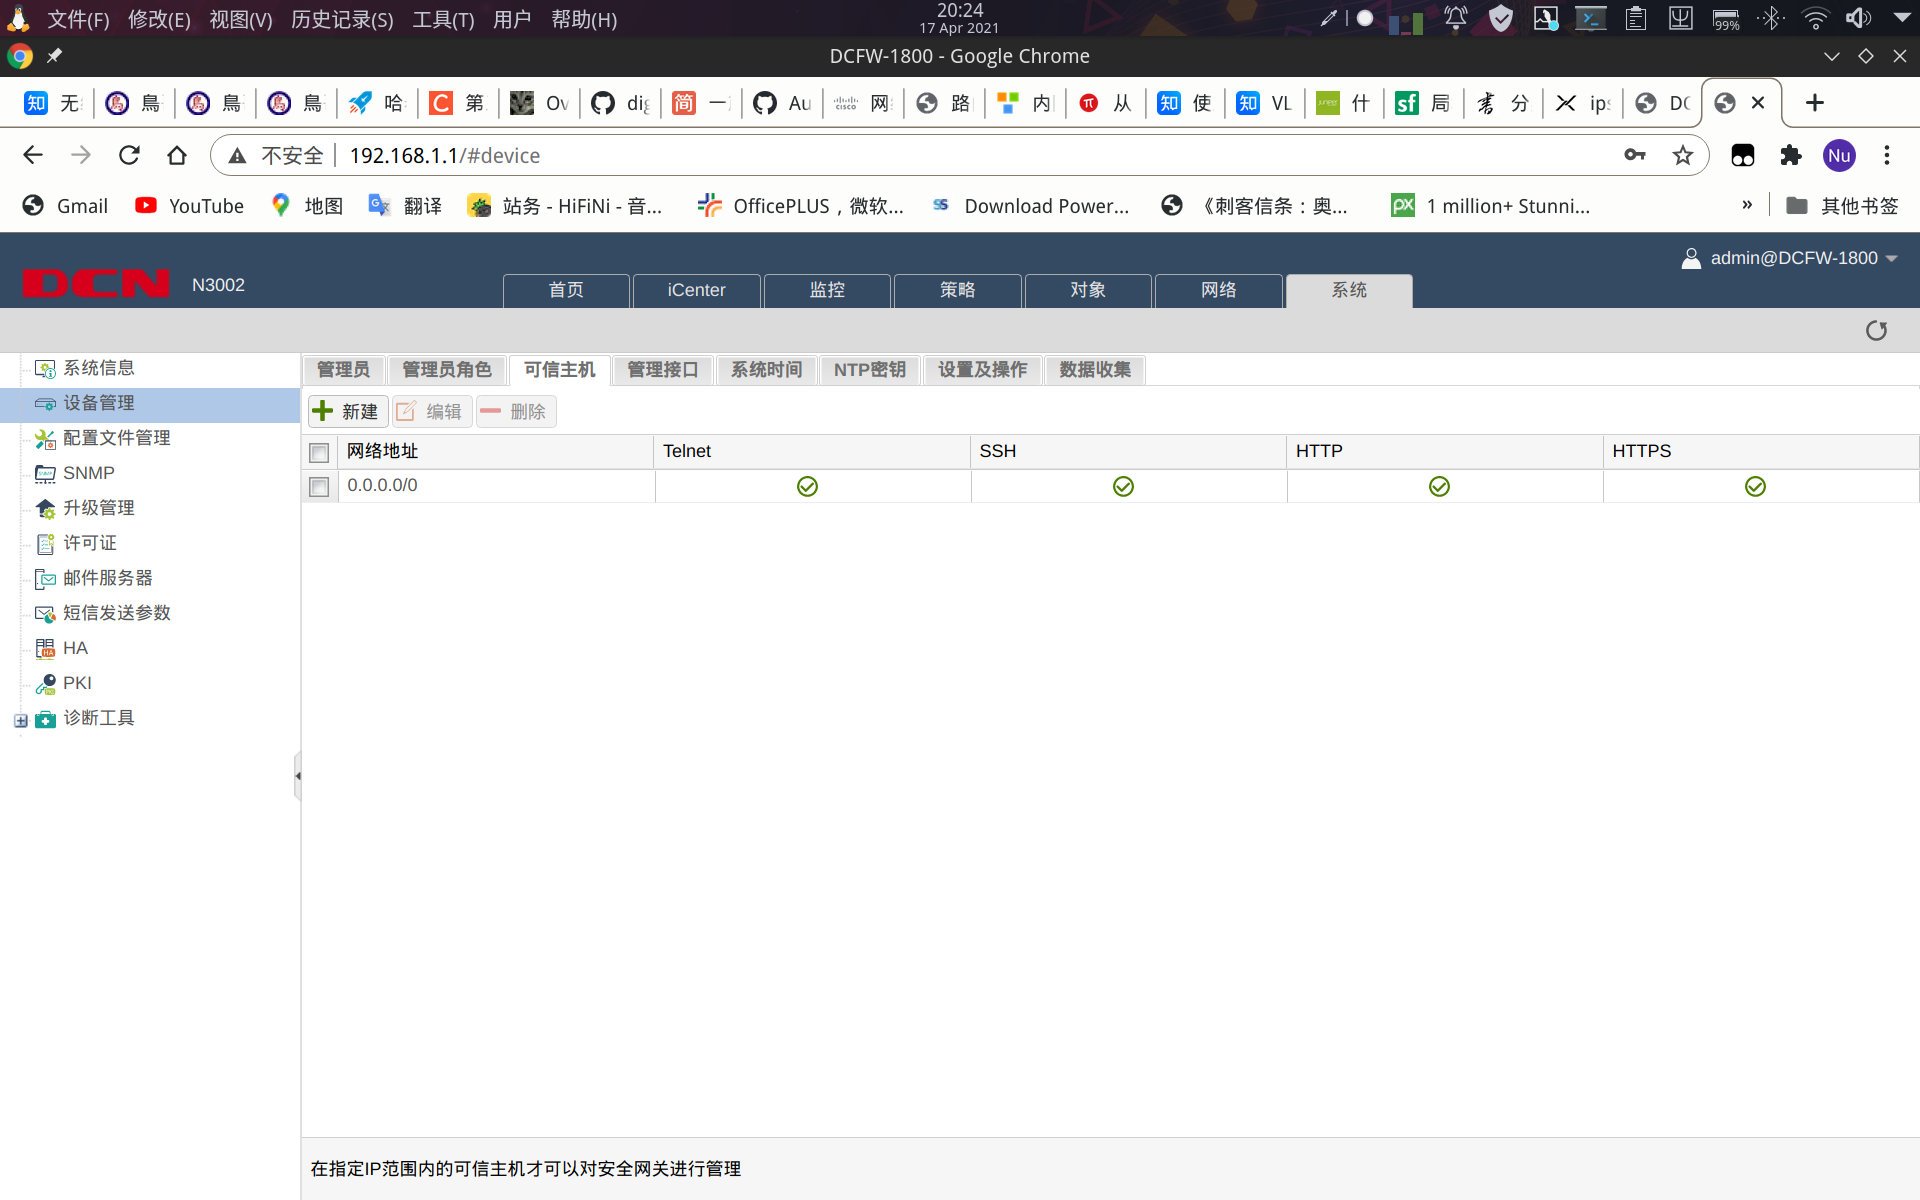 文件(F) 修改(E) 视图(V) 历史记录(S) 工具(T) 用户 帮助(H)
20:24
17 Apr 2021
99%
DCFW-1800 - Google Chrome
知 无 鳥 鳥 鳥 哈 C 第 Ov dig 简 一 Au 网 路 内 从 知 使 知 VL 什 sf 局 分 ips DC
不安全 192.168.1.1/#device
Nu
Gmail YouTube 地图 翻译 站务 - HiFiNi - 音... OfficePLUS，微软... Download Power... 《刺客信条：奥... 1 million+ Stunni... » 其他书签
DCN N3002
首页 iCenter 监控 策略 对象 网络 系统
admin@DCFW-1800
系统信息
设备管理
配置文件管理
SNMP
升级管理
许可证
邮件服务器
短信发送参数
HA
PKI
诊断工具
管理员 管理员角色 可信主机 管理接口 系统时间 NTP密钥 设置及操作 数据收集
新建 编辑 删除
网络地址 Telnet SSH HTTP HTTPS
0.0.0.0/0
在指定IP范围内的可信主机才可以对安全网关进行管理